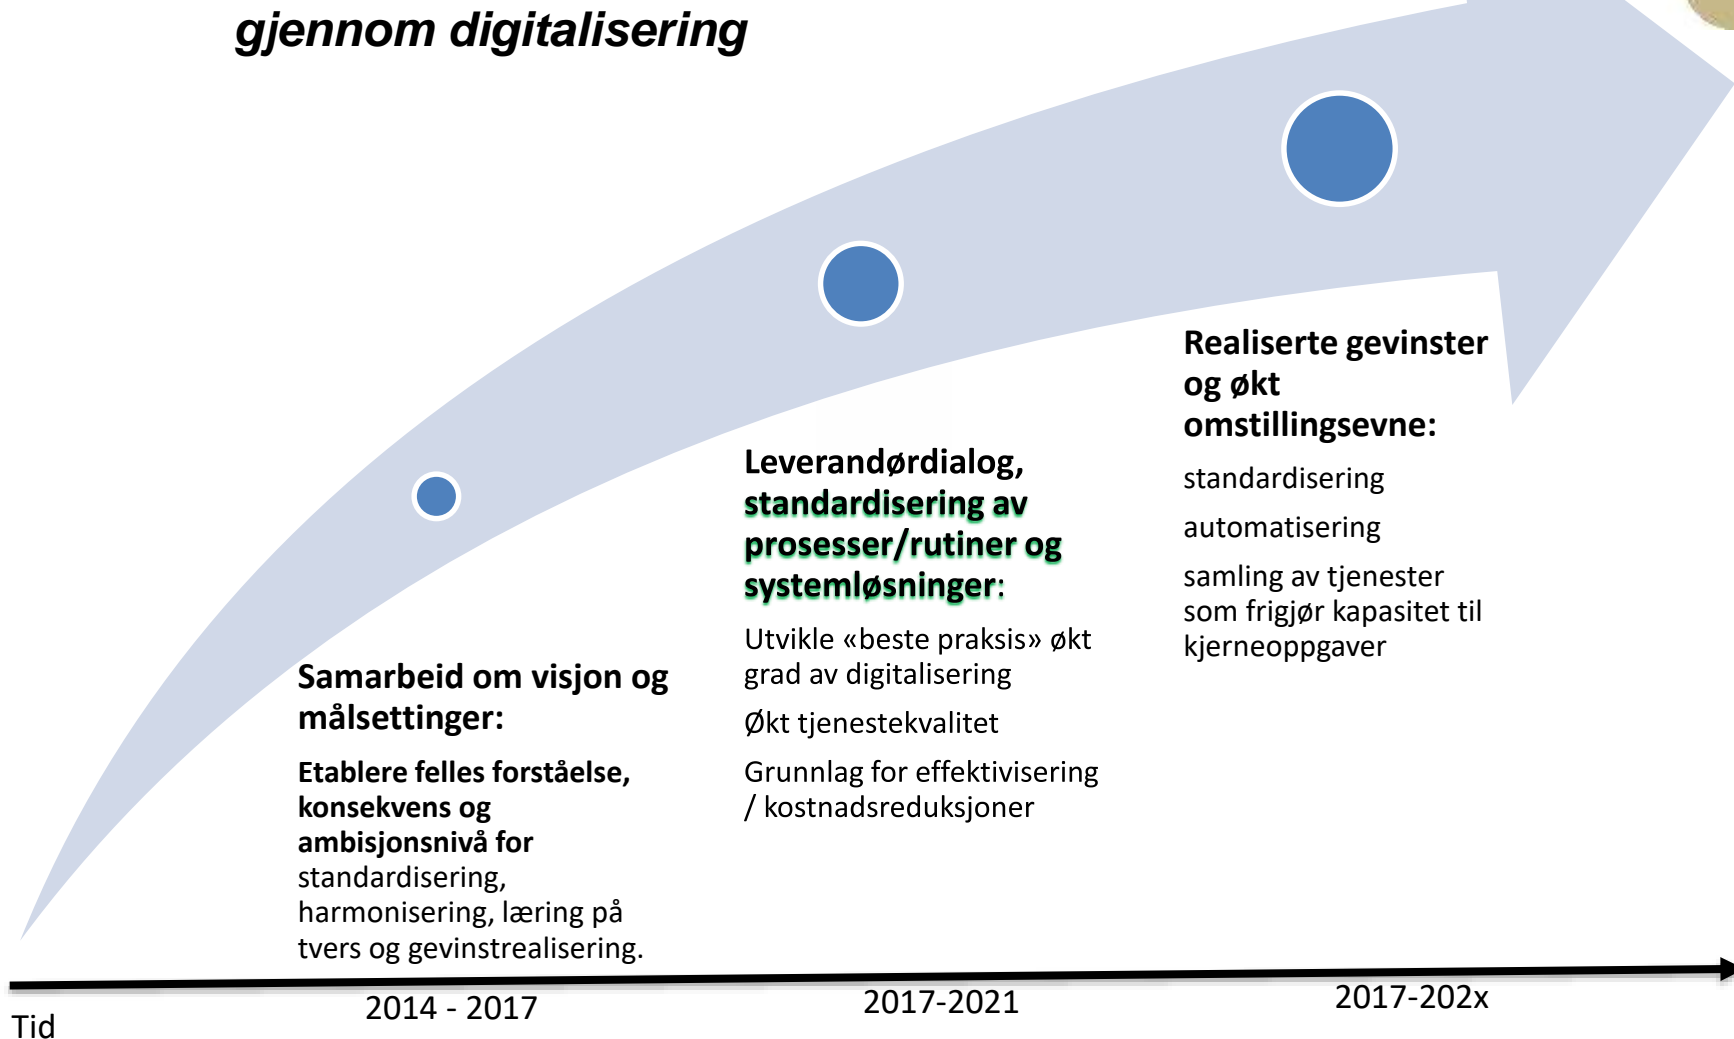 gjennom digitalisering
Samarbeid om visjon og
målsettinger:
Etablere felles forståelse,
konsekvens og
ambisjonsnivå for
standardisering,
harmonisering, læring på
tvers og gevinstrealisering.
Leverandørdialog,
standardisering av
prosesser/rutiner og
systemløsninger:
Utvikle «beste praksis» økt
grad av digitalisering
Økt tjenestekvalitet
Grunnlag for effektivisering
/ kostnadsreduksjoner
Realiserte gevinster
og økt
omstillingsevne:
standardisering
automatisering
samling av tjenester
som frigjør kapasitet til
kjerneoppgaver
2014 - 2017
2017-2021
2017-202x
Tid